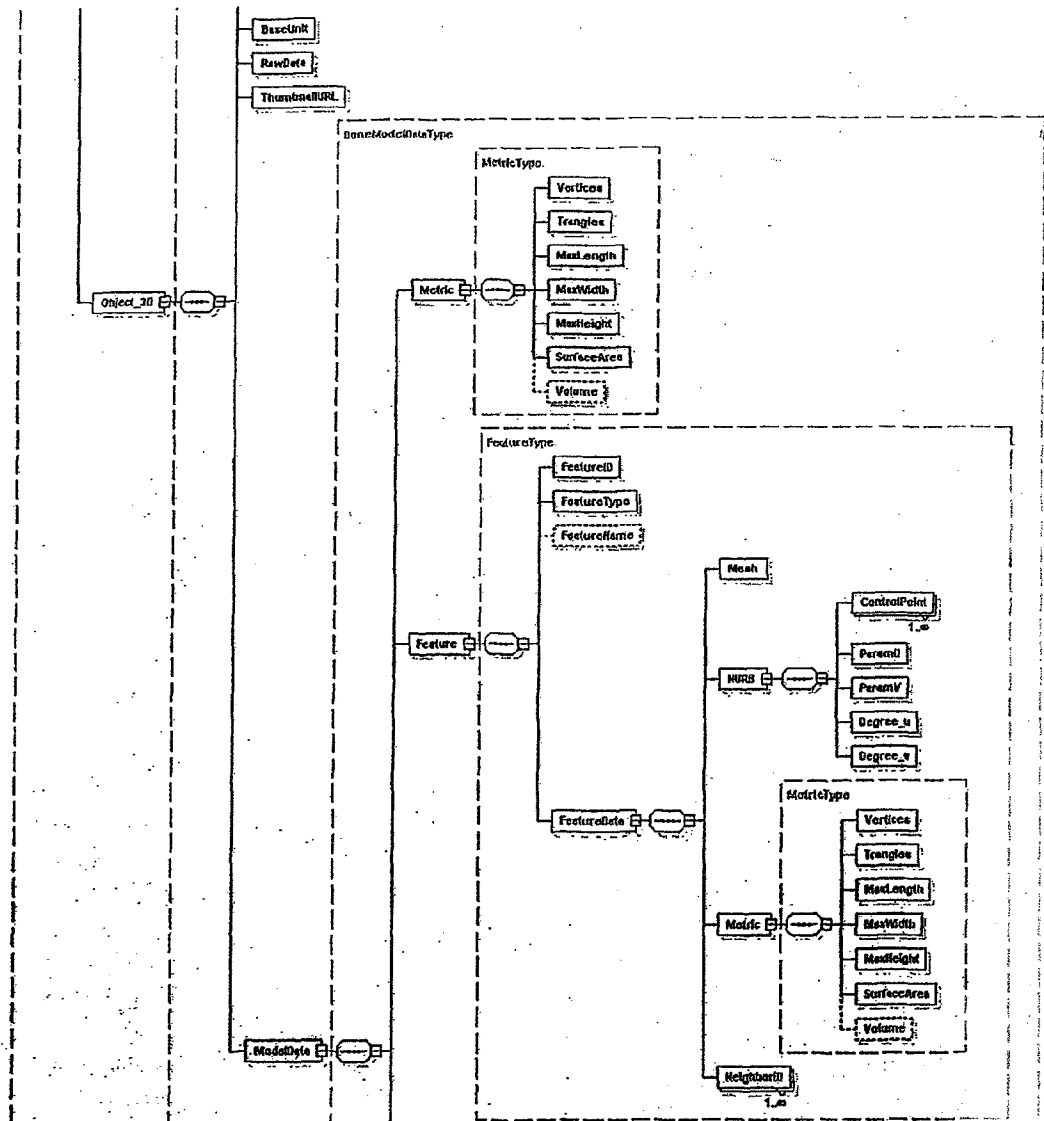 BaseUnit
RawData
ThumbnailURL
BoneModelDataType
MetricType
Vertices
Trangles
MaxLength
Object_3D
Metric
MaxWidth
MaxHeight
SurfaceArea
Volume
FeatureType
FeatureID
FeatureType
FeatureName
Mesh
ControlPoint
1..∞
Feature
ParamU
NURB
ParamV
Degree_u
Degree_v
MetricType
FeatureData
Vertices
Trangles
MaxLength
Metric
MaxWidth
MaxHeight
SurfaceArea
Volume
ModelData
NeighborID
1..∞